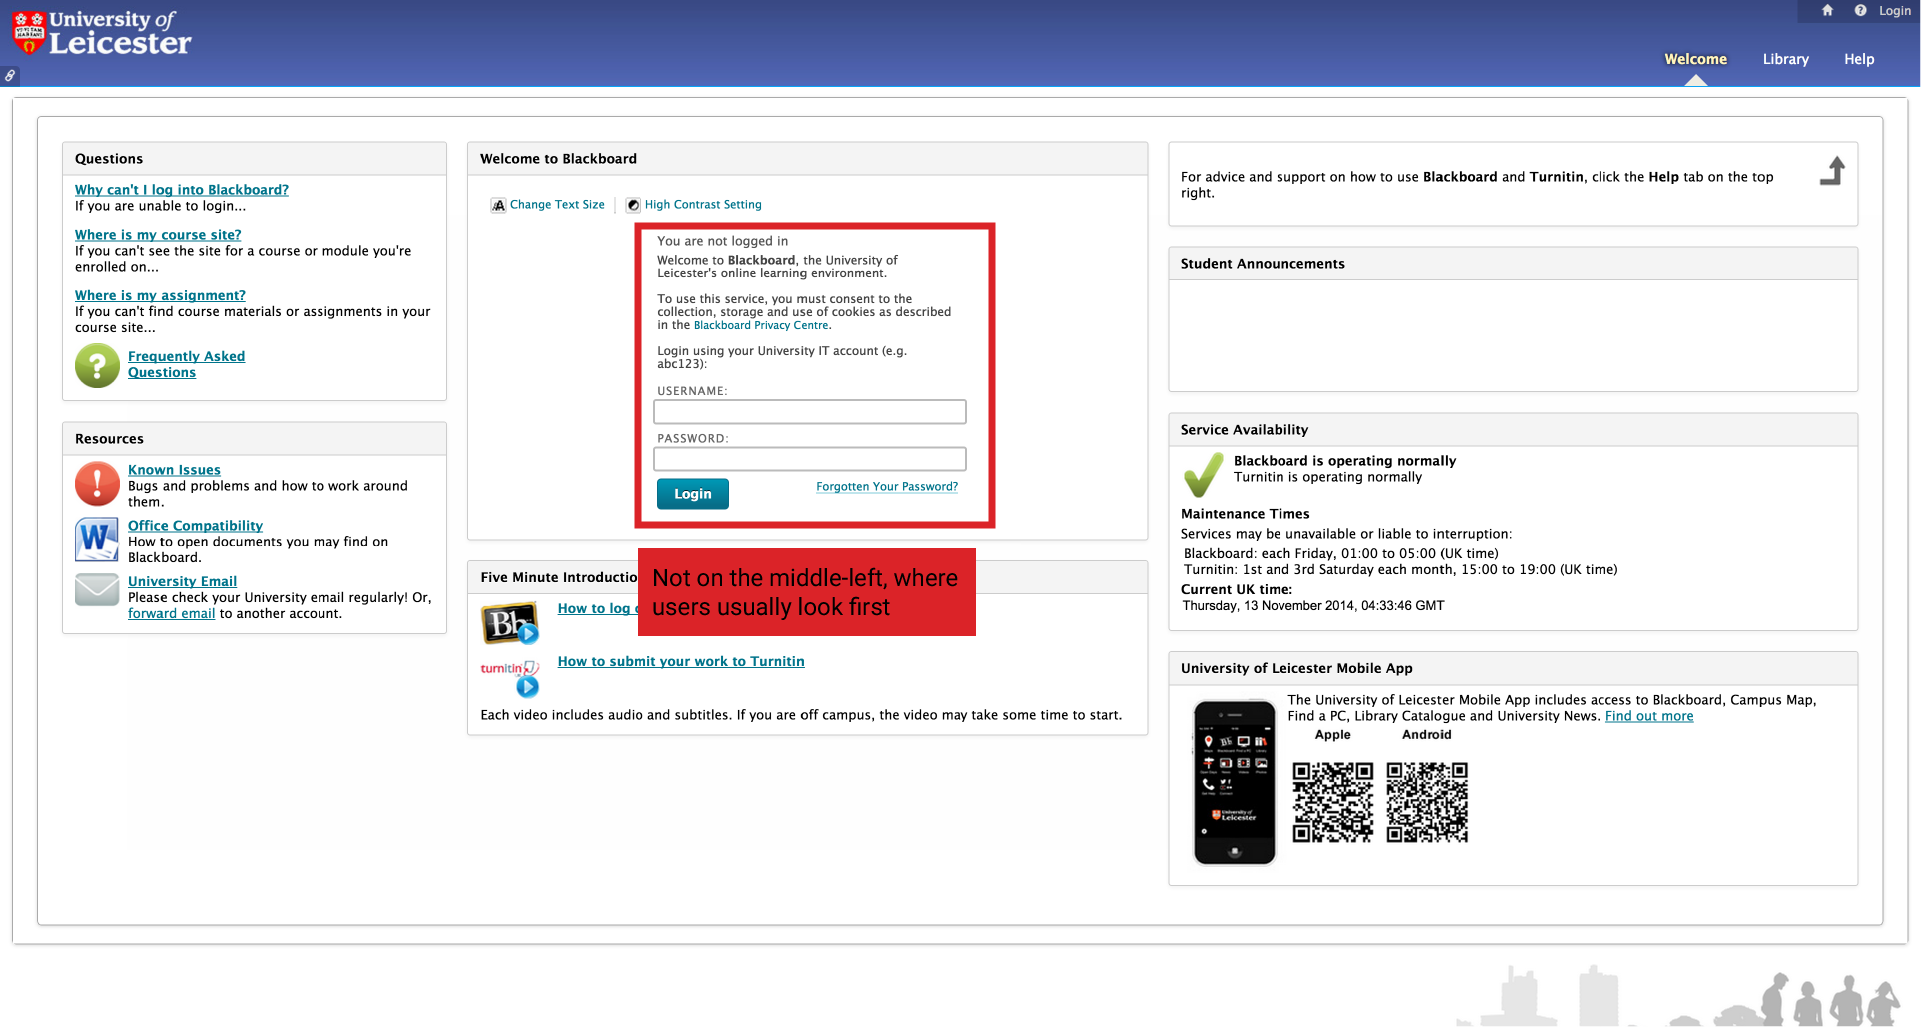 University of
Leicester
Login
Welcome
Library
Help
Questions
Why can't I log into Blackboard?
If you are unable to login...
Where is my course site?
If you can't see the site for a course or module you're
enrolled on...
Where is my assignment?
If you can't find course materials or assignments in your
course site...
Frequently Asked
Questions
Resources
Known Issues
Bugs and problems and how to work around
them.
Office Compatibility
How to open documents you may find on
Blackboard.
University Email
Please check your University email regularly! Or,
forward email to another account.
Welcome to Blackboard
Change Text Size
High Contrast Setting
You are not logged in
Welcome to Blackboard, the University of
Leicester's online learning environment.
To use this service, you must consent to the
collection, storage and use of cookies as described
in the Blackboard Privacy Centre.
Login using your University IT account (e.g.
abc123):
USERNAME:
PASSWORD:
Login
Forgotten Your Password?
Not on the middle-left, where
users usually look first
Five Minute Introductio
Bb
How to log
turnitin
How to submit your work to Turnitin
Each video includes audio and subtitles. If you are off campus, the video may take some time to start.
For advice and support on how to use Blackboard and Turnitin, click the Help tab on the top
right.
Student Announcements
Service Availability
Blackboard is operating normally
Turnitin is operating normally
Maintenance Times
Services may be unavailable or liable to interruption:
Blackboard: each Friday, 01:00 to 05:00 (UK time)
Turnitin: 1st and 3rd Saturday each month, 15:00 to 19:00 (UK time)
Current UK time:
Thursday, 13 November 2014, 04:33:46 GMT
University of Leicester Mobile App
The University of Leicester Mobile App includes access to Blackboard, Campus Map,
Find a PC, Library Catalogue and University News. Find out more
Apple
Android
University of
Leicester